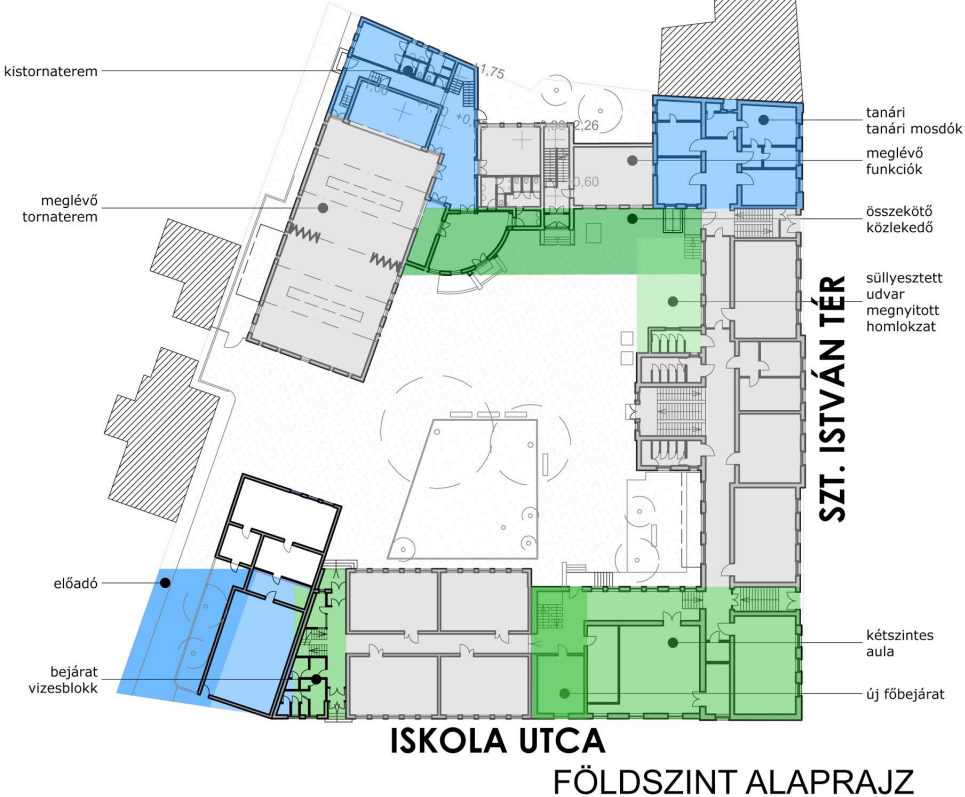 kistornaterem
+1,75
-2,26
0,60
tanári
tanári mosdók
meglévő
funkciók
meglévő
tornaterem
összekötő
közlekedő
süllyesztett
udvar
megnyitott
homlokzat
SZT. ISTVÁN TÉR
előadó
kétszintes
aula
bejárat
vizesblokk
új főbejárat
ISKOLA UTCA
FÖLDSZINT ALAPRAJZ